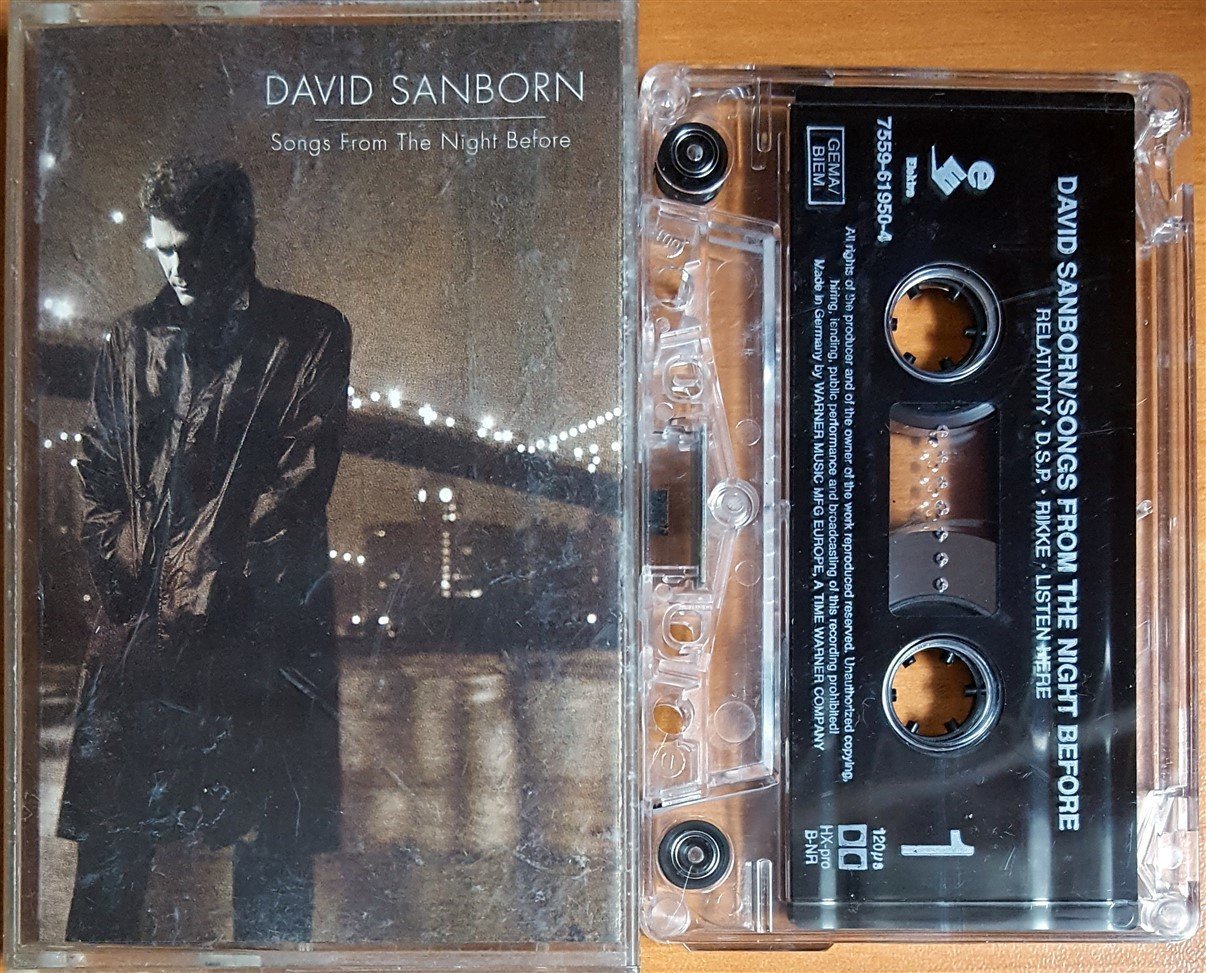 DAVID SANBORN
Songs From The Night Before
DAVID SANBORN/SONGS FROM THE NIGHT BEFORE
RELATIVITY · D.S.P. · RIKKE · LISTEN HERE
e
Elektra
7559-61950-4
GEMA/
BIEM
1
120µs
HX-pro
B-NR
All rights of the producer and of the owner of the work reproduced reserved. Unauthorized copying,
hiring, lending, public performance and broadcasting of this recording prohibited!
Made in Germany by WARNER MUSIC MFG EUROPE, A TIME WARNER COMPANY